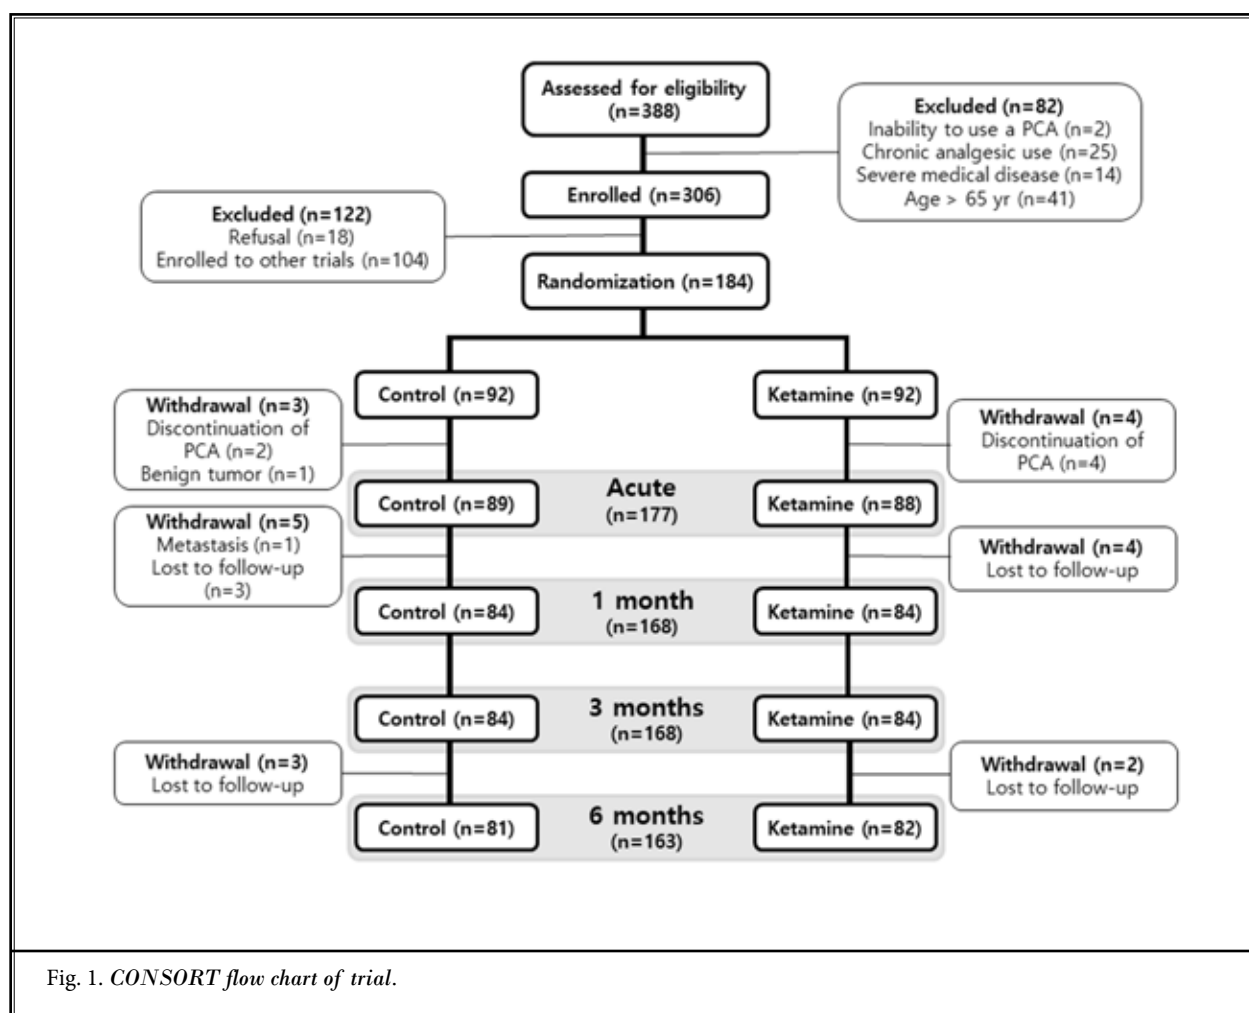 Assessed for eligibility
(n=388)
Excluded (n=82)
Inability to use a PCA (n=2)
Chronic analgesic use (n=25)
Severe medical disease (n=14)
Age > 65 yr (n=41)
Enrolled (n=306)
Excluded (n=122)
Refusal (n=18)
Enrolled to other trials (n=104)
Randomization (n=184)
Control (n=92)
Ketamine (n=92)
Withdrawal (n=3)
Discontinuation of
PCA (n=2)
Benign tumor (n=1)
Withdrawal (n=4)
Discontinuation of
PCA (n=4)
Control (n=89)
Acute
(n=177)
Ketamine (n=88)
Withdrawal (n=5)
Metastasis (n=1)
Lost to follow-up
(n=3)
Withdrawal (n=4)
Lost to follow-up
Control (n=84)
1 month
(n=168)
Ketamine (n=84)
Control (n=84)
3 months
(n=168)
Ketamine (n=84)
Withdrawal (n=3)
Lost to follow-up
Withdrawal (n=2)
Lost to follow-up
Control (n=81)
6 months
(n=163)
Ketamine (n=82)
Fig. 1. CONSORT flow chart of trial.